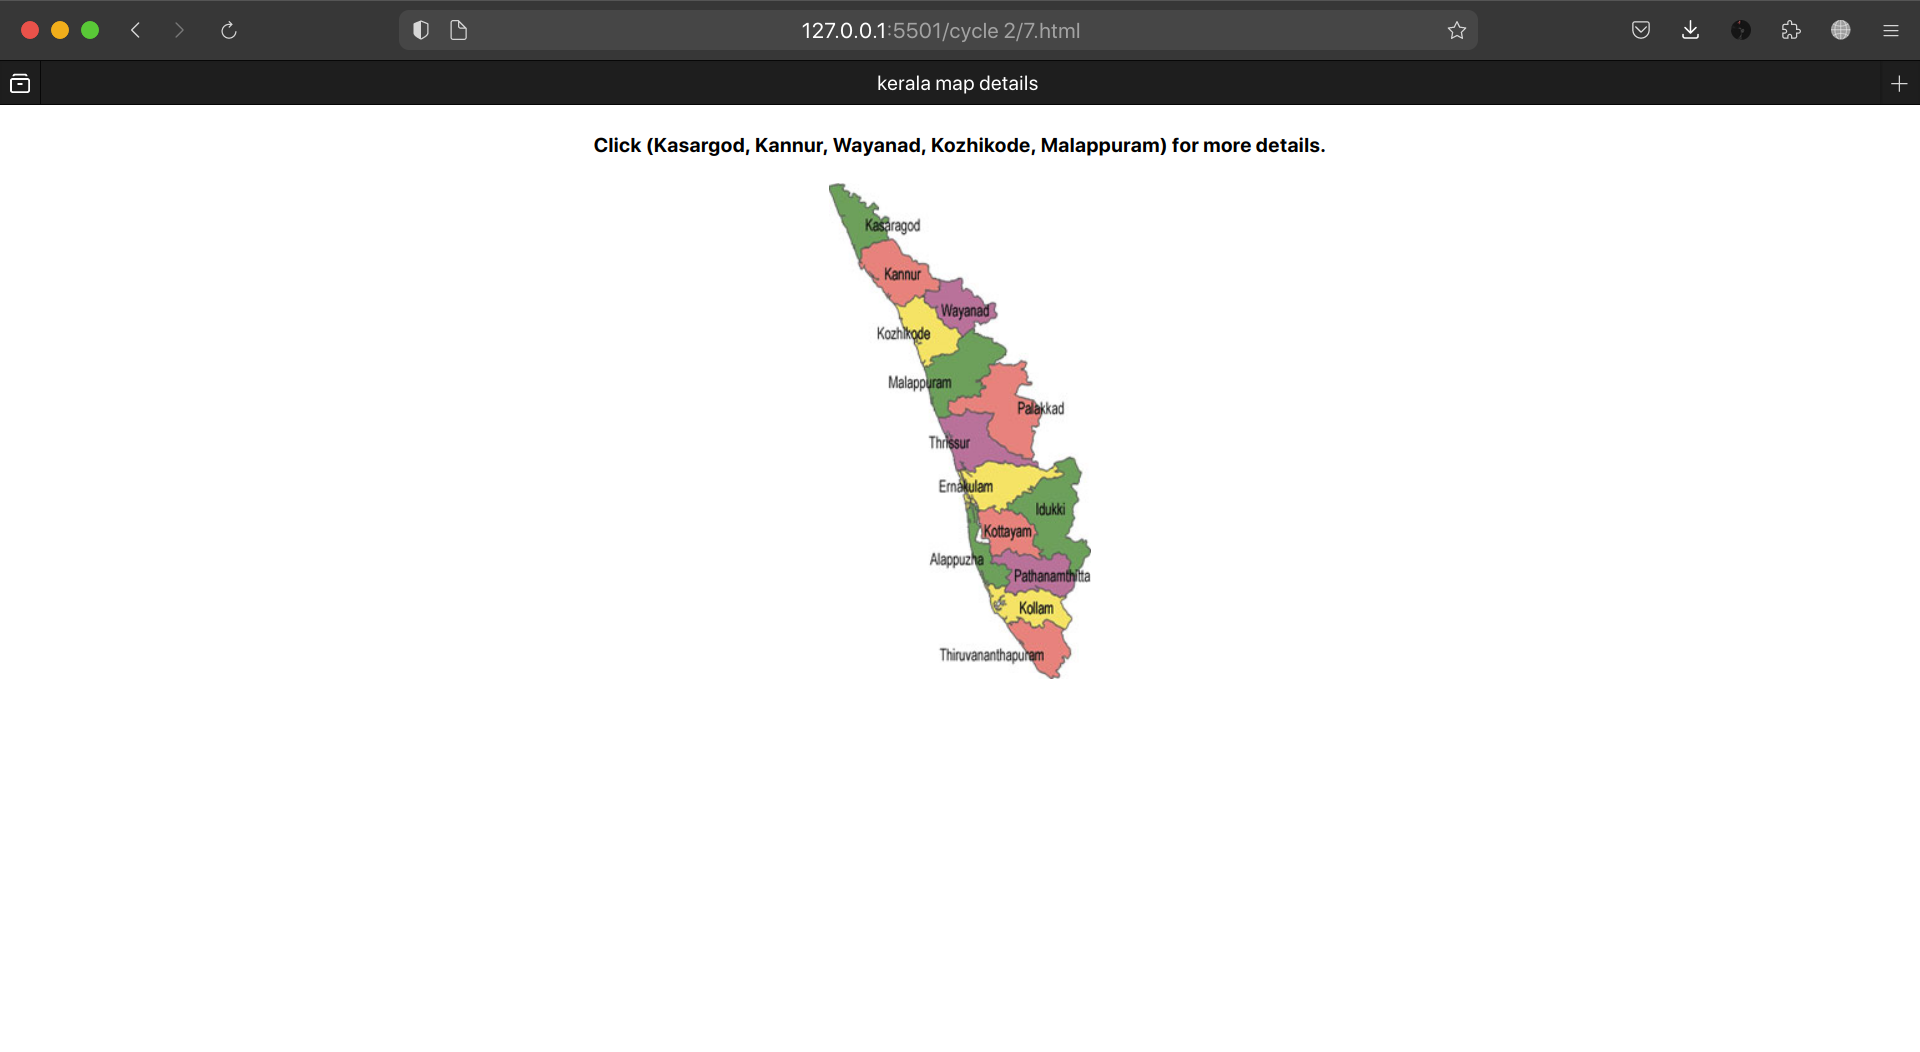 127.0.0.1:5501/cycle 2/7.html
kerala map details
Click (Kasargod, Kannur, Wayanad, Kozhikode, Malappuram) for more details.
Kasaragod
Kannur
Wayanad
Kozhikode
Malappuram
Palakkad
Thrissur
Ernakulam
Idukki
Kottayam
Alappuzha
Pathanamthitta
Kollam
Thiruvananthapuram